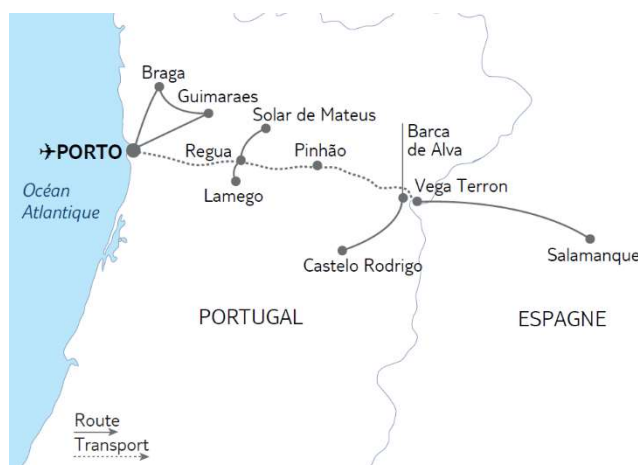 Braga
Guimaraes
Solar de Mateus
PORTO
Regua
Pinhão
Barca
de Alva
Océan
Atlantique
Lamego
Vega Terron
Castelo Rodrigo
Salamanque
PORTUGAL
ESPAGNE
Route
Transport